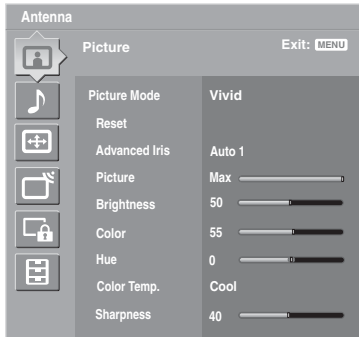 Antenna
Picture Exit: MENU
Picture Mode Vivid
Reset
Advanced Iris Auto 1
Picture Max
Brightness 50
Color 55
Hue 0
Color Temp. Cool
Sharpness 40